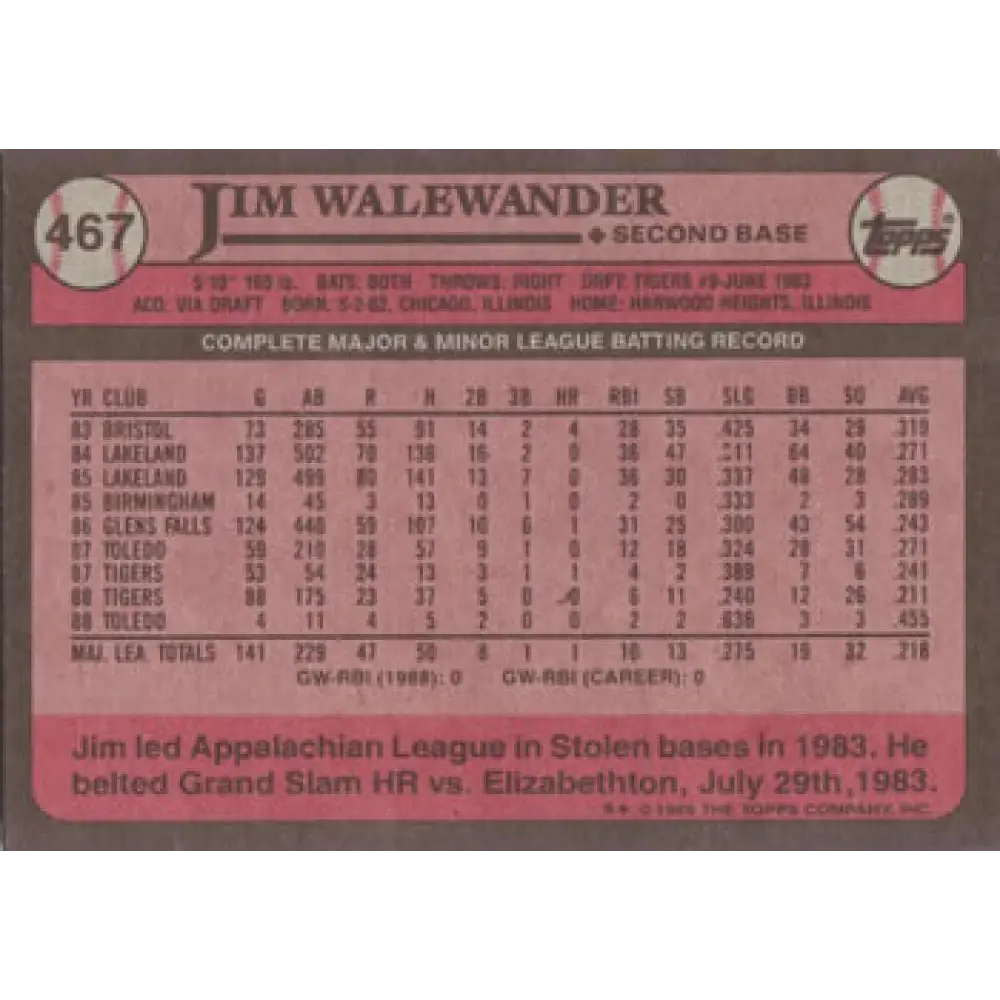 467
JIM WALEWANDER
SECOND BASE
Topps®
5'10" 165 lb. BATS: BOTH THROWS: RIGHT DRFT: TIGERS #9-JUNE 1983
ACQ. VIA DRAFT BORN: 5-2-62, CHICAGO, ILLINOIS HOME: HARWOOD HEIGHTS, ILLINOIS
COMPLETE MAJOR & MINOR LEAGUE BATTING RECORD
YR CLUB G AB R H 2B 3B HR RBI SB SLG BB SO AVG
83 BRISTOL 73 285 55 91 14 2 4 28 35 .425 34 29 .319
84 LAKELAND 137 502 70 136 16 2 0 36 47 .311 64 40 .271
85 LAKELAND 129 499 80 141 13 7 0 36 30 .337 48 28 .283
85 BIRMINGHAM 14 45 3 13 0 1 0 2 0 .333 2 3 .289
86 GLENS FALLS 124 440 59 107 10 6 1 31 25 .300 43 54 .243
87 TOLEDO 59 210 28 57 9 1 0 12 18 .324 28 31 .271
87 TIGERS 53 54 24 13 3 1 1 4 2 .389 7 6 .241
88 TIGERS 88 175 23 37 5 0 0 6 11 .240 12 26 .211
88 TOLEDO 4 11 4 5 2 0 0 2 2 .636 3 3 .455
MAJ. LEA. TOTALS 141 229 47 50 8 1 1 10 13 .275 19 32 .218
GW-RBI (1988): 0 GW-RBI (CAREER): 0
Jim led Appalachian League in Stolen bases in 1983. He
belted Grand Slam HR vs. Elizabethton, July 29th,1983.
© 1989 THE TOPPS COMPANY, INC.